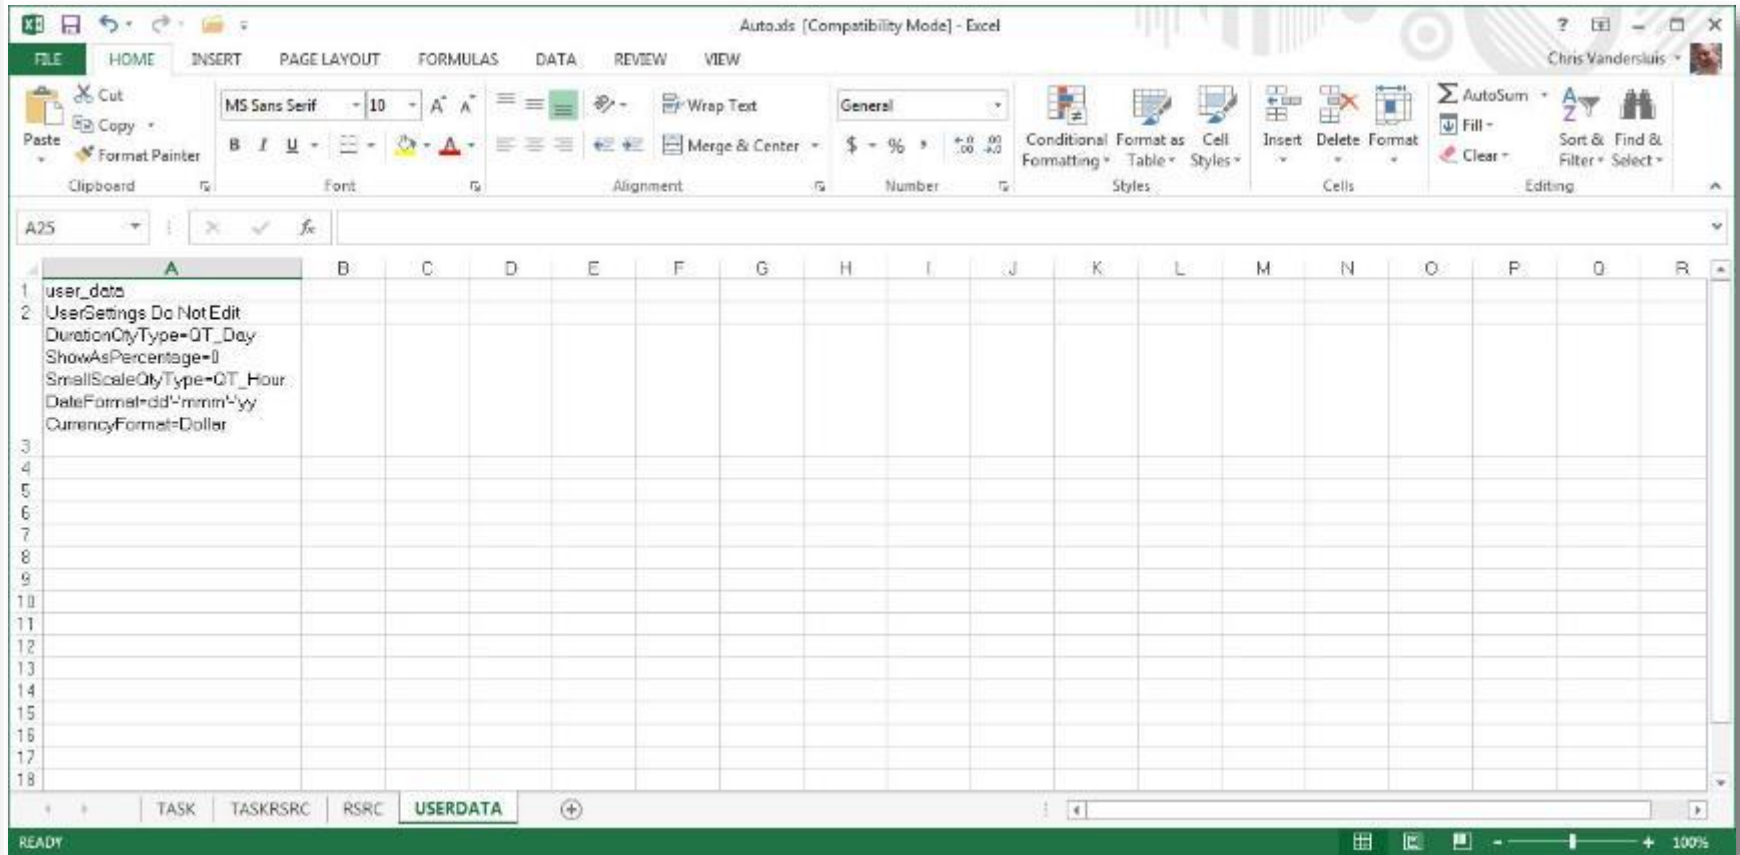 Auto.xls [Compatibility Mode] - Excel
FILE HOME INSERT PAGE LAYOUT FORMULAS DATA REVIEW VIEW Chris Vandersluis
Paste
Cut
Copy
Format Painter
Clipboard
MS Sans Serif 10
B I U
Font
Wrap Text
Merge & Center
Alignment
General
$ % ,
Number
Conditional Formatting
Format as Table
Cell Styles
Styles
Insert Delete Format
Cells
AutoSum
Fill
Clear
Sort & Filter
Find & Select
Editing
A25 fx
A B C D E F G H I J K L M N O P Q R
1 user_data
2 UserSettings Do Not Edit
DurationQtyType=QT_Day
ShowAsPercentage=0
SmallScaleQtyType=QT_Hour
DateFormat=dd'-'mmm'-'yy
CurrencyFormat=Dollar
3
4
5
6
7
8
9
10
11
12
13
14
15
16
17
18
TASK TASKRSRC RSRC USERDATA
READY 100%